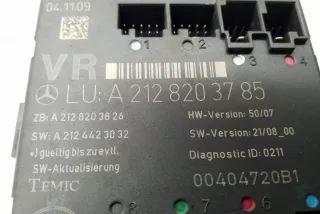 04.11.09
1 2
VR
3 4
LU: A 212 820 37 85
ZB: A 212 820 38 26
HW-Version: 50/07
SW: A 212 442 30 32
SW-Version: 21/08_00
*) gueltig bis zu evtl.
Diagnostic ID: 0211
SW-Aktualisierung
TEMIC
00404720B1
8 7 6 5